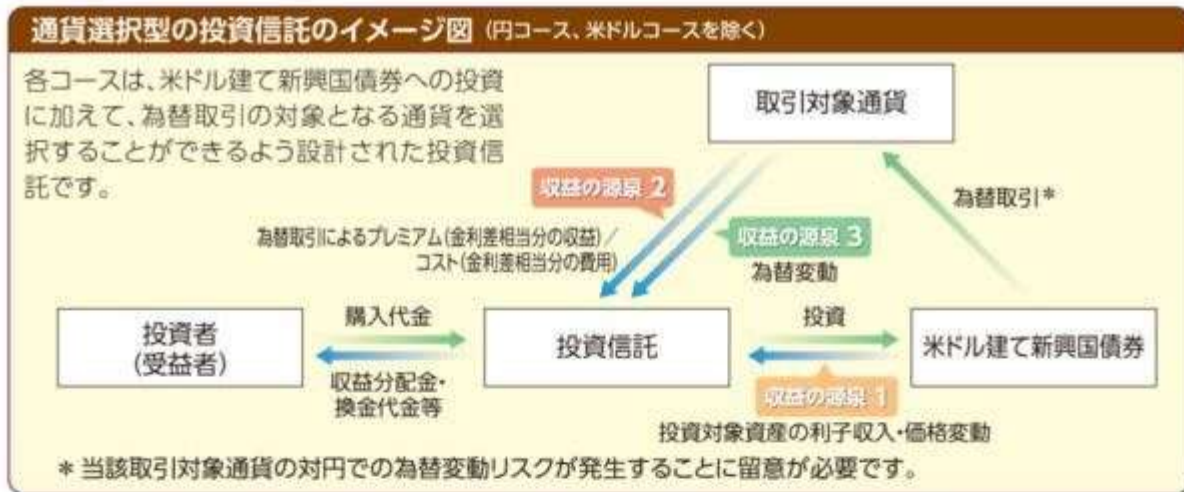 通貨選択型の投資信託のイメージ図(円コース、米ドルコースを除く)
各コースは、米ドル建て新興国債券への投資
に加えて、為替取引の対象となる通貨を選
択することができるよう設計された投資信
託です。
取引対象通貨
収益の源泉 2
為替取引*
為替取引によるプレミアム(金利差相当分の収益)/
コスト(金利差相当分の費用)
収益の源泉 3
為替変動
投資者
(受益者)
購入代金
収益分配金・
換金代金等
投資信託
投資
収益の源泉 1
投資対象資産の利子収入・価格変動
米ドル建て新興国債券
* 当該取引対象通貨の対円での為替変動リスクが発生することに留意が必要です。